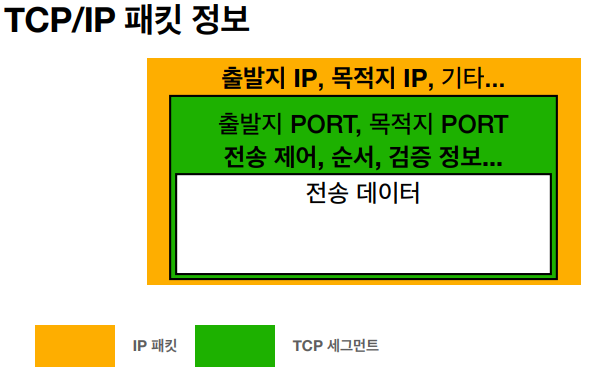 TCP/IP 패킷 정보
출발지 IP, 목적지 IP, 기타...
출발지 PORT, 목적지 PORT
전송 제어, 순서, 검증 정보...
전송 데이터
IP 패킷
TCP 세그먼트